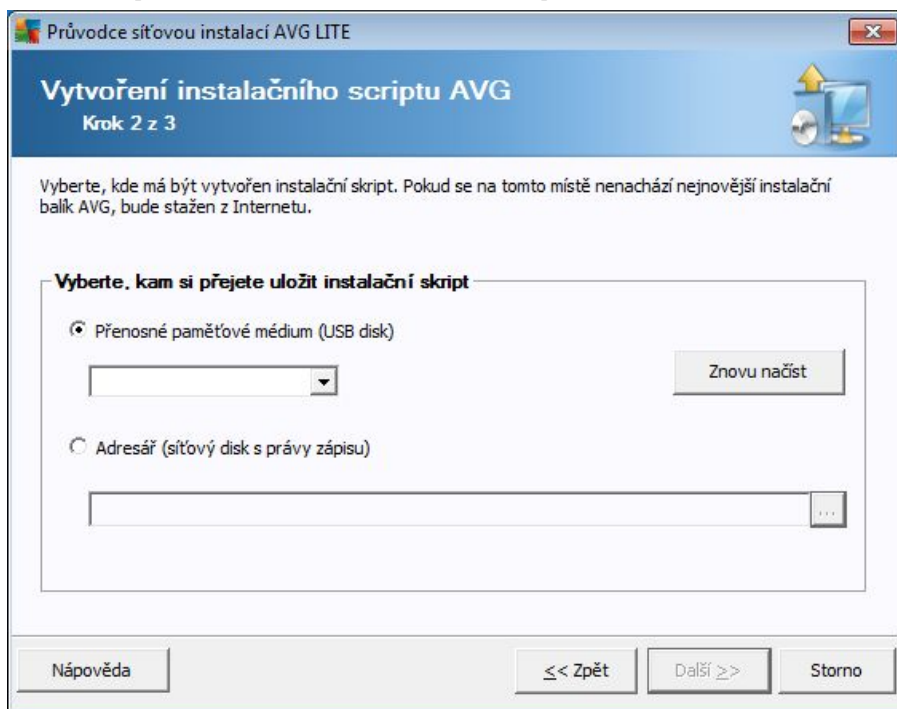 Průvodce síťovou instalací AVG LITE
Vytvoření instalačního scriptu AVG
Krok 2 z 3
Vyberte, kde má být vytvořen instalační skript. Pokud se na tomto místě nenachází nejnovější instalační
balík AVG, bude stažen z Internetu.
Vyberte, kam si přejete uložit instalační skript
Přenosné paměťové médium (USB disk)
Znovu načíst
Adresář (síťový disk s právy zápisu)
...
Nápověda
<< Zpět
Další >>
Storno